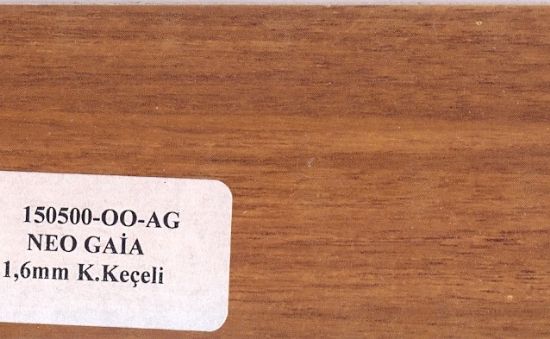 150500-OO-AG
NEO GAİA
1,6mm K.Keçeli